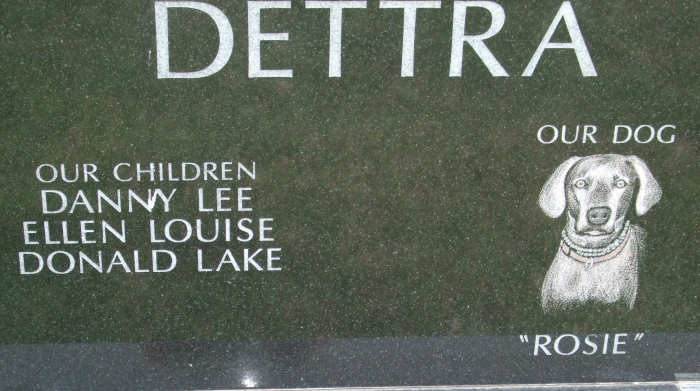 DETTRA
OUR CHILDREN
DANNY LEE
ELLEN LOUISE
DONALD LAKE
OUR DOG
"ROSIE"